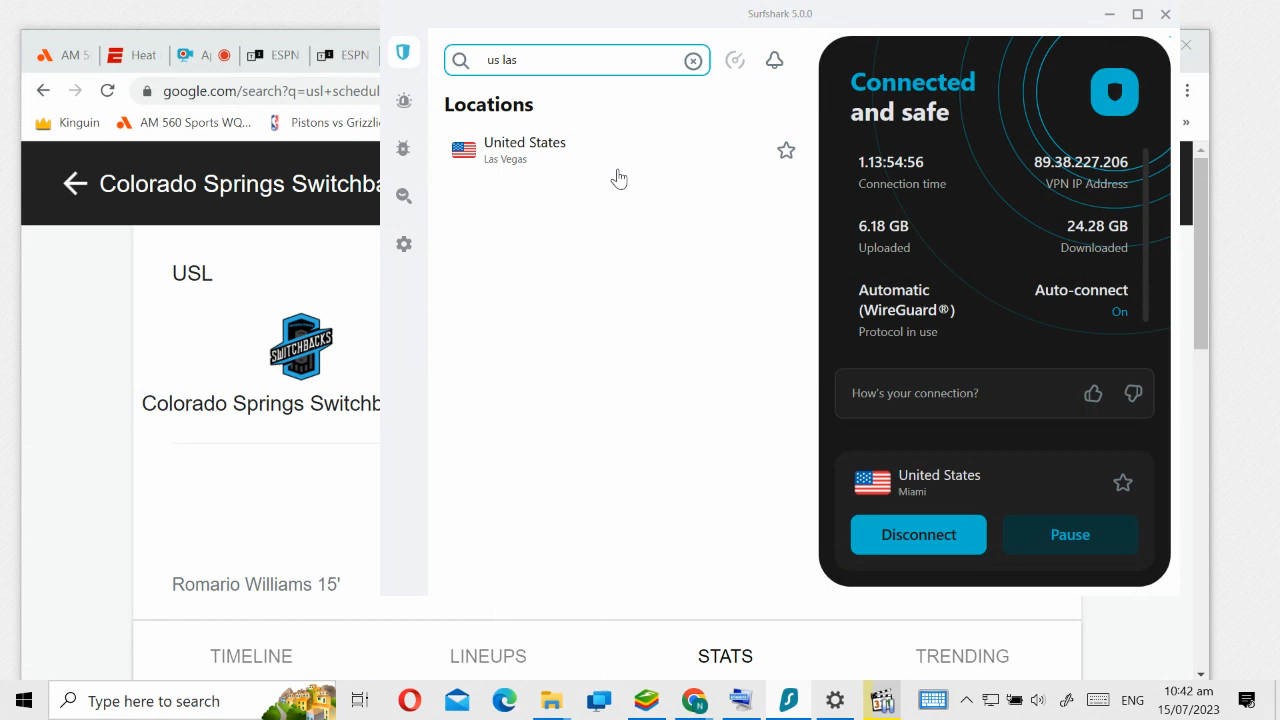 Surfshark 5.0.0
AM 5
Heat
ESPN
ESPN
google.com/search?q=usl+schedul
Kinguin
AM
Pistons vs Grizzli
»
Colorado Springs Switchba
USL
SWITCHBACKS
Colorado Springs Switchb
Romario Williams 15'
TIMELINE
LINEUPS
STATS
TRENDING
us las
Locations
United States
Las Vegas
Connected
and safe
1.13:54:56
89.38.227.206
Connection time
VPN IP Address
6.18 GB
24.28 GB
Uploaded
Downloaded
Automatic
(WireGuard®)
Auto-connect
On
Protocol in use
How's your connection?
United States
Miami
Disconnect
Pause
Type here to search
ENG
10:42 am
15/07/2023